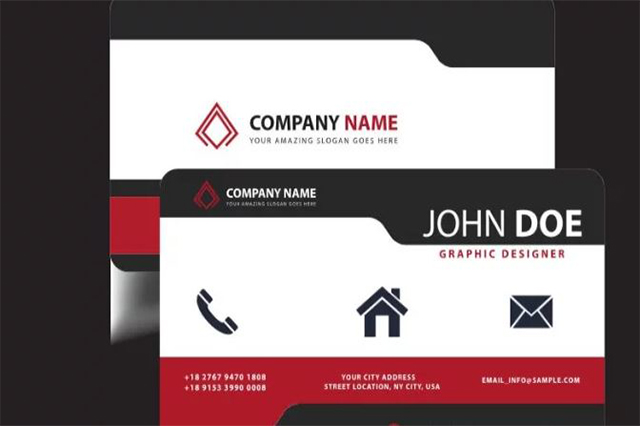 COMPANY NAME
YOUR AMAZING SLOGAN GOES HERE
COMPANY NAME
YOUR AMAZING SLOGAN GOES HERE
JOHN DOE
GRAPHIC DESIGNER
+18 2767 9470 1808
+18 9153 3990 0008
YOUR CITY ADDRESS
STREET LOCATION, NY CITY, USA
EMAIL_INFO@SAMPLE.COM